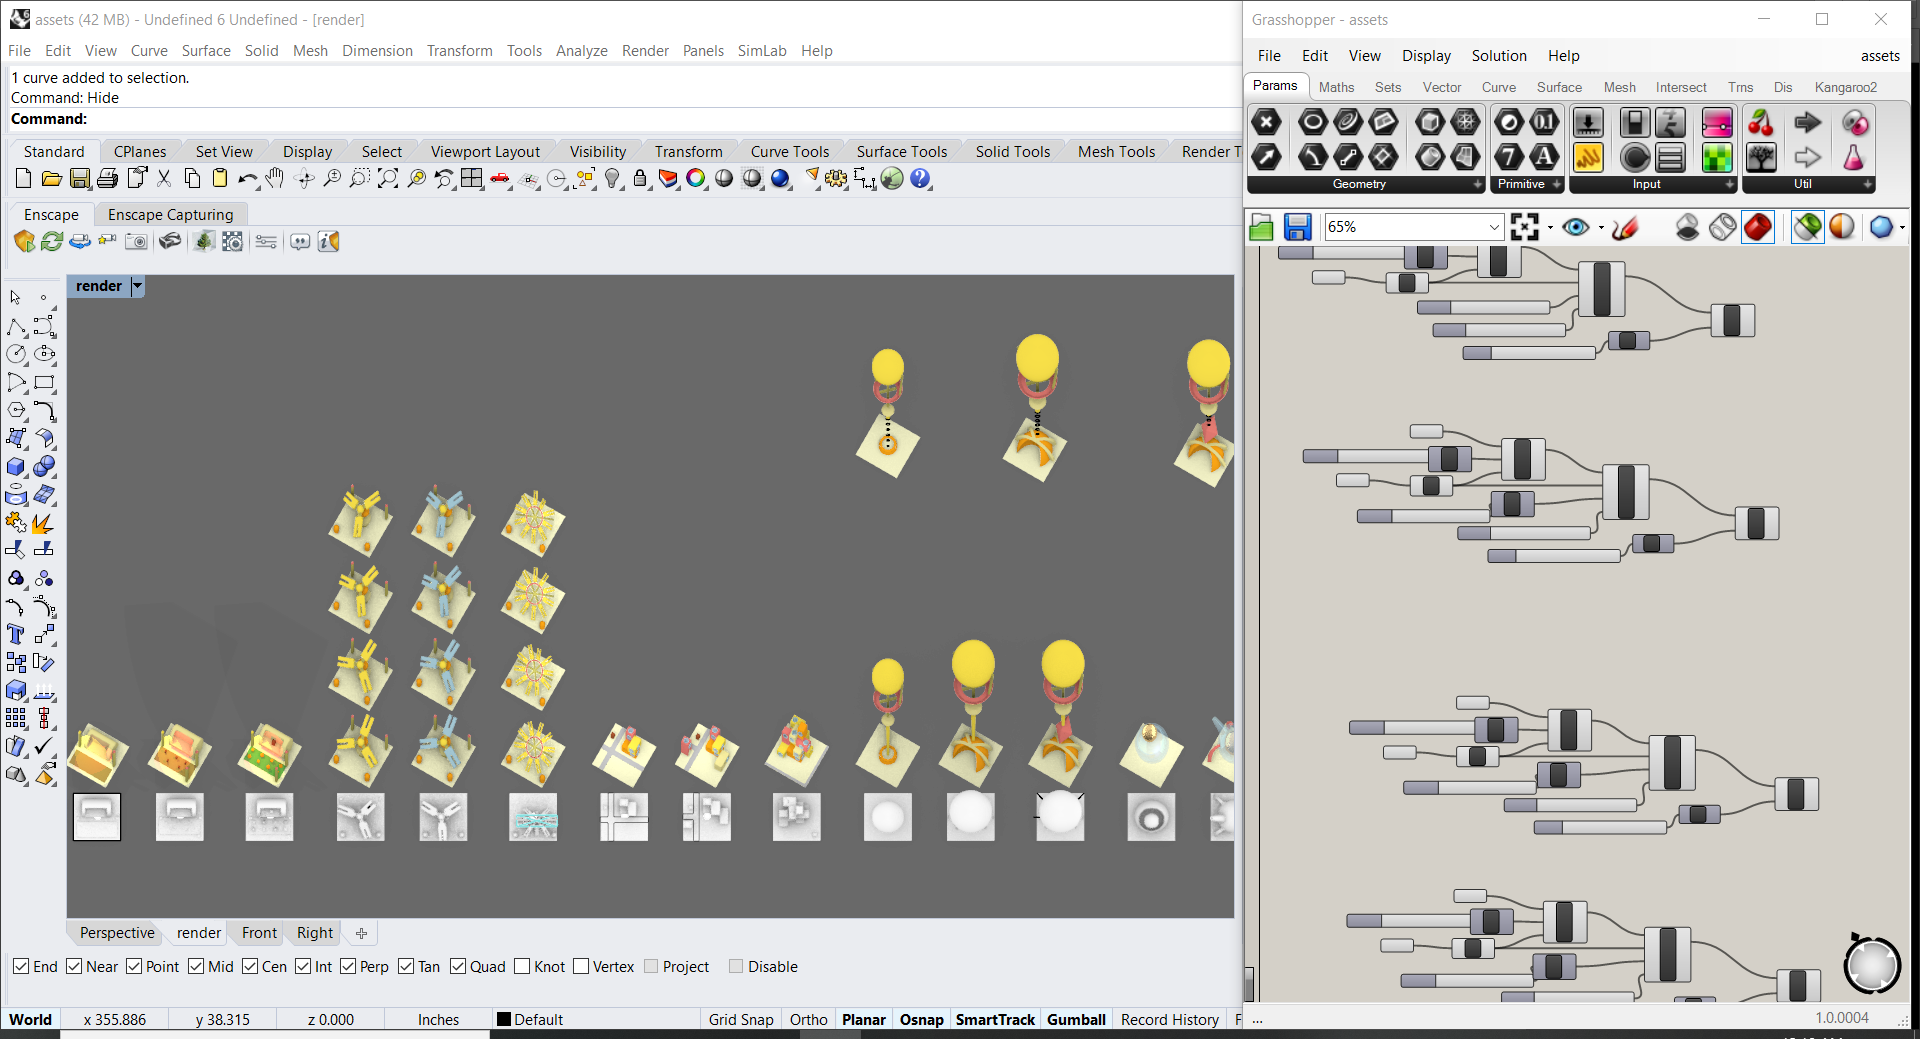 assets (42 MB) - Undefined 6 Undefined - [render]
File Edit View Curve Surface Solid Mesh Dimension Transform Tools Analyze Render Panels SimLab Help
1 curve added to selection.
Command: Hide
Command:
Standard CPlanes Set View Display Select Viewport Layout Visibility Transform Curve Tools Surface Tools Solid Tools Mesh Tools Render T
Enscape Enscape Capturing
render
Perspective render Front Right
End Near Point Mid Cen Int Perp Tan Quad Knot Vertex Project Disable
World x 355.886 y 38.315 z 0.000 Inches Default Grid Snap Ortho Planar Osnap SmartTrack Gumball Record History F
Grasshopper - assets
File Edit View Display Solution Help assets
Params Maths Sets Vector Curve Surface Mesh Intersect Trns Dis Kangaroo2
Geometry Primitive Input Util
65%
... 1.0.0004